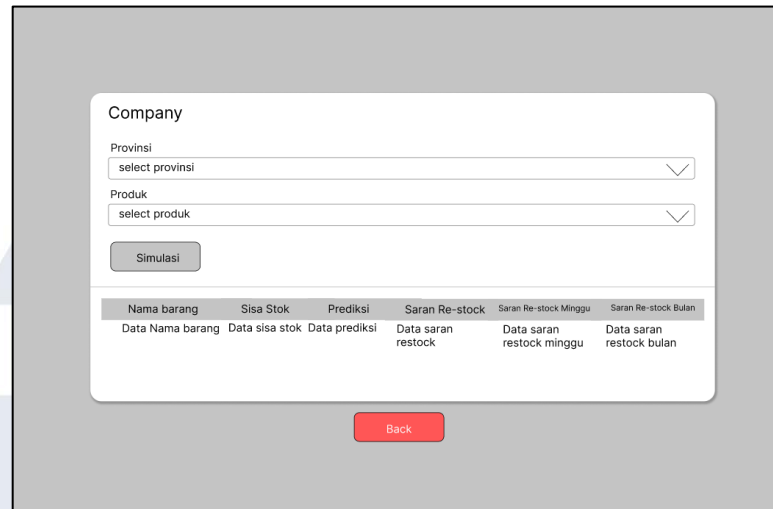 Company
Provinsi
select provinsi
Produk
select produk
Simulasi
Nama barang Sisa Stok Prediksi Saran Re-stock Saran Re-stock Minggu Saran Re-stock Bulan
Data Nama barang Data sisa stok Data prediksi Data saran restock Data saran restock minggu Data saran restock bulan
Back